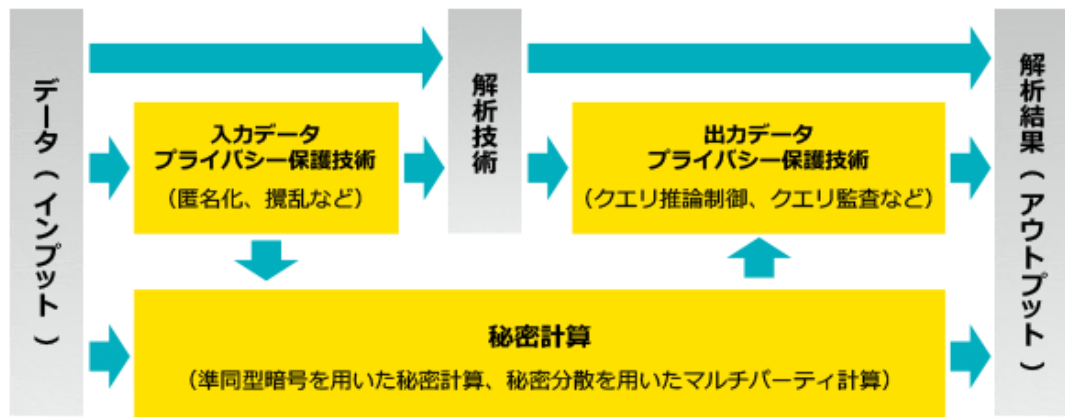 データ（インプット）
入力データ
プライバシー保護技術
（匿名化、攪乱など）
解析技術
出力データ
プライバシー保護技術
（クエリ推論制御、クエリ監査など）
秘密計算
（準同型暗号を用いた秘密計算、秘密分散を用いたマルチパーティ計算）
解析結果（アウトプット）